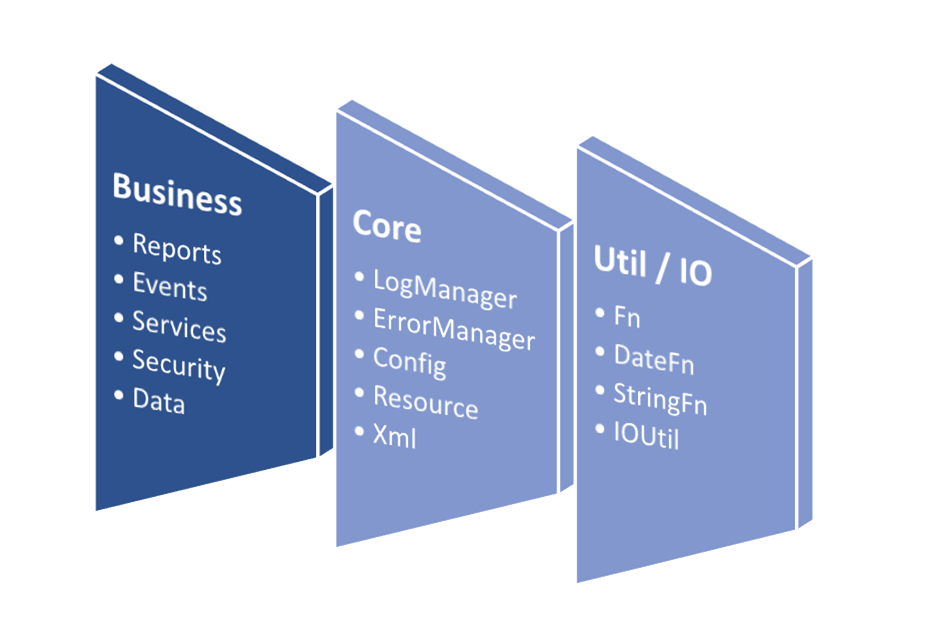 Business
• Reports
• Events
• Services
• Security
• Data
Core
• LogManager
• ErrorManager
• Config
• Resource
• Xml
Util / IO
• Fn
• DateFn
• StringFn
• IOUtil